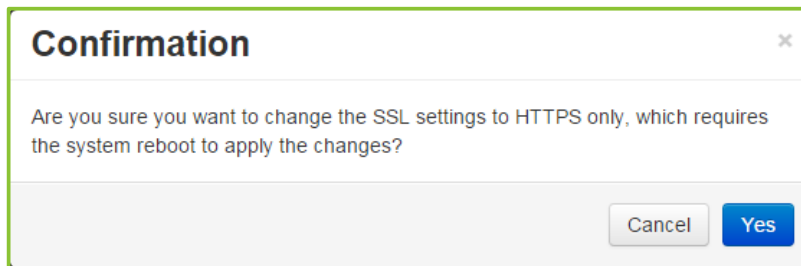 Confirmation
×
Are you sure you want to change the SSL settings to HTTPS only, which requires
the system reboot to apply the changes?
Cancel Yes